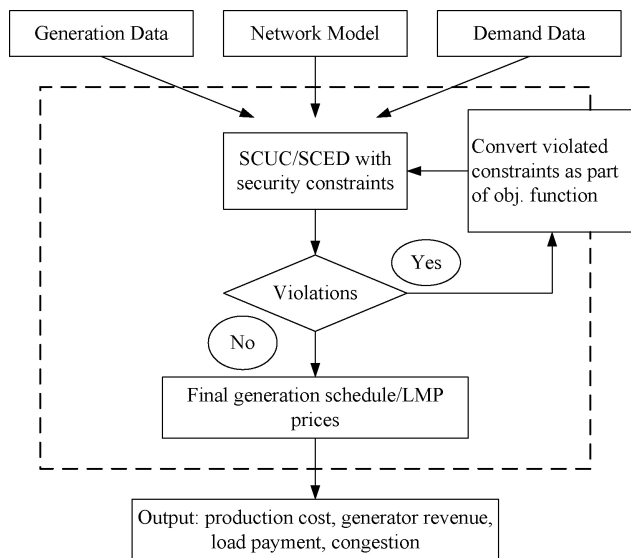 Generation Data
Network Model
Demand Data
SCUC/SCED with
security constraints
Convert violated
constraints as part
of obj. function
Violations
Yes
No
Final generation schedule/LMP
prices
Output: production cost, generator revenue,
load payment, congestion